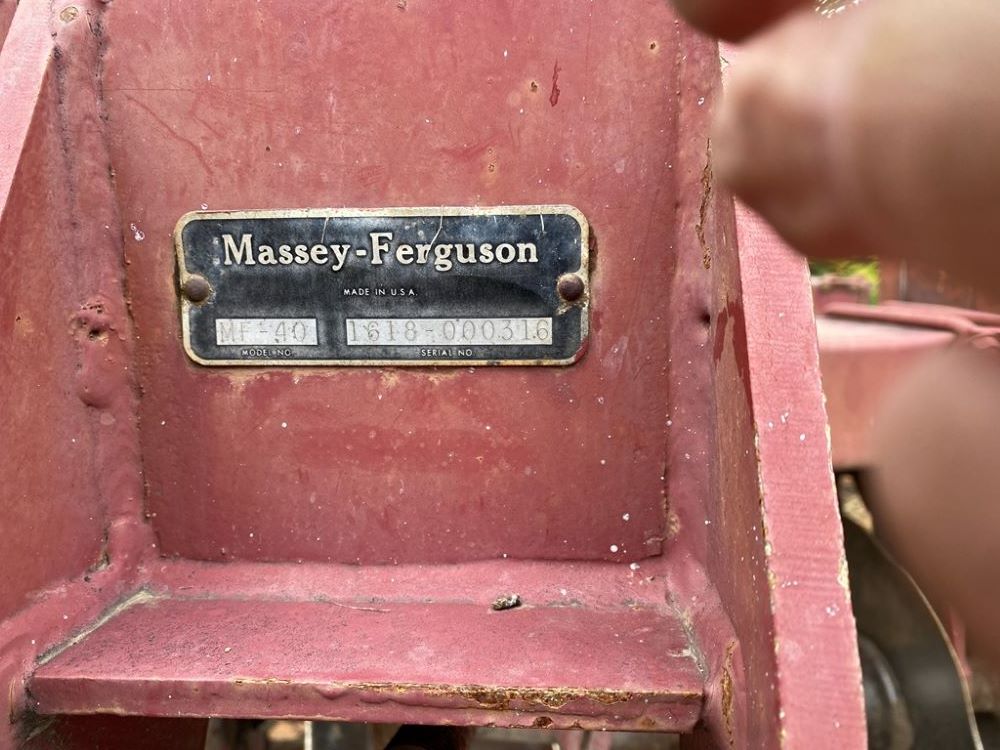 Massey-Ferguson
MADE IN U.S.A.
MF-40 1618-000316
MODEL NO. SERIAL NO.